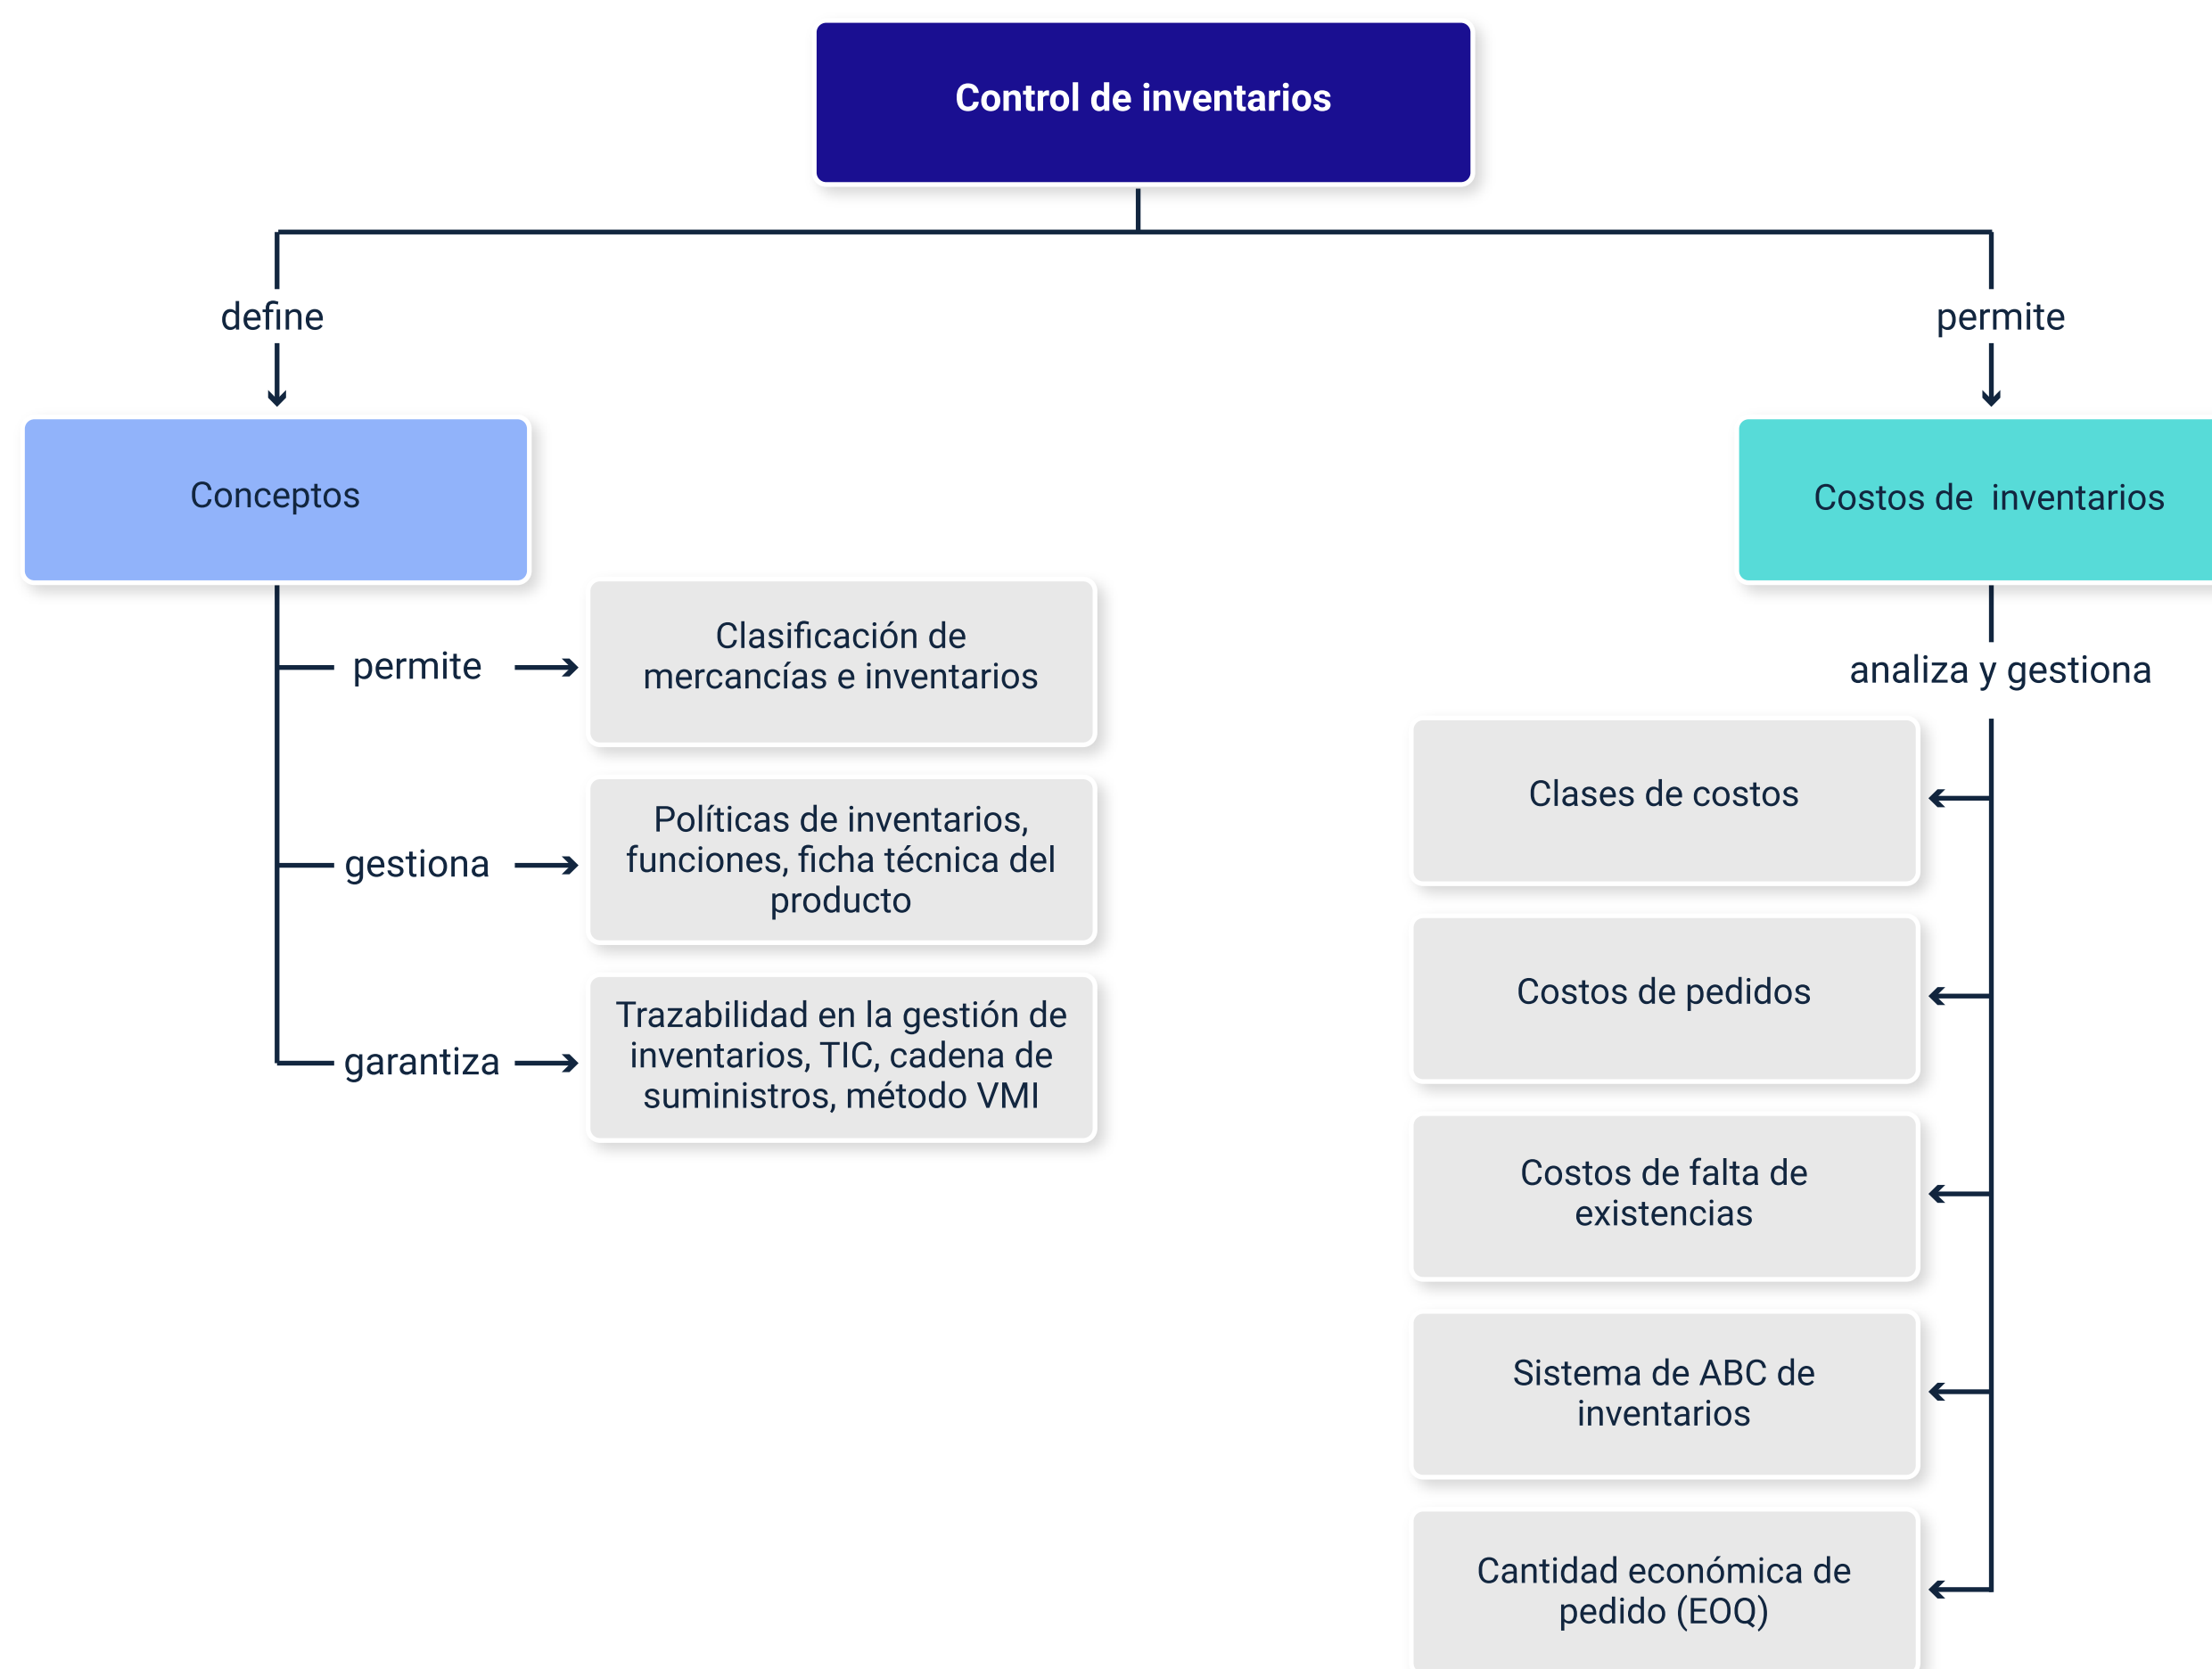 Control de inventarios
define
permite
Conceptos
Costos de inventarios
permite
Clasificación de
mercancías e inventarios
gestiona
Políticas de inventarios,
funciones, ficha técnica del
producto
garantiza
Trazabilidad en la gestión de
inventarios, TIC, cadena de
suministros, método VMI
analiza y gestiona
Clases de costos
Costos de pedidos
Costos de falta de
existencias
Sistema de ABC de
inventarios
Cantidad económica de
pedido (EOQ)